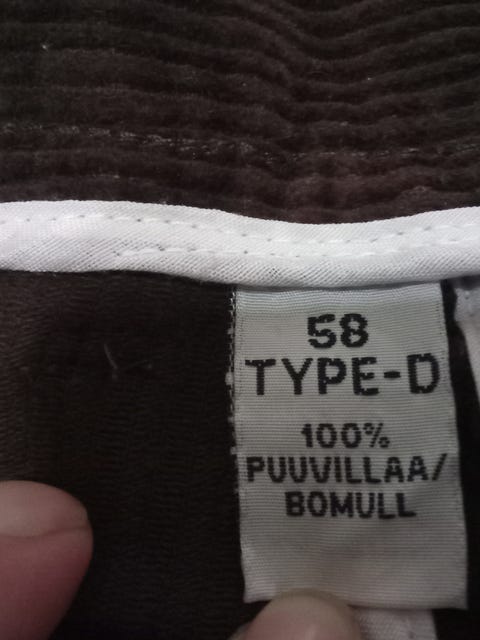 58
TYPE-D
100%
PUUVILLAA/
BOMULL